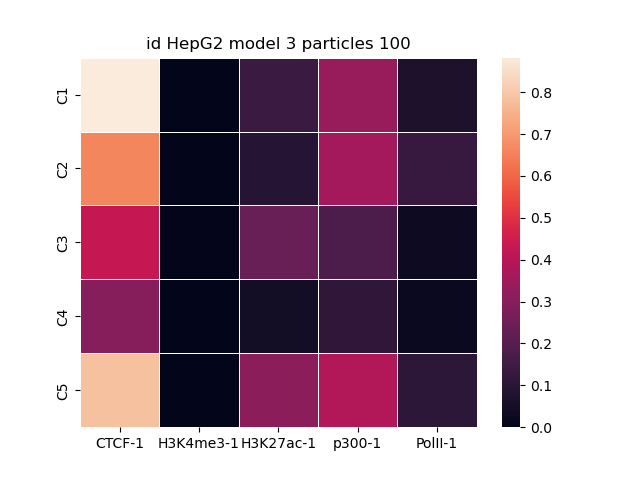 id HepG2 model 3 particles 100
C1
C2
C3
C4
C5
CTCF-1 H3K4me3-1 H3K27ac-1 p300-1 PolII-1
0.8
0.7
0.6
0.5
0.4
0.3
0.2
0.1
0.0